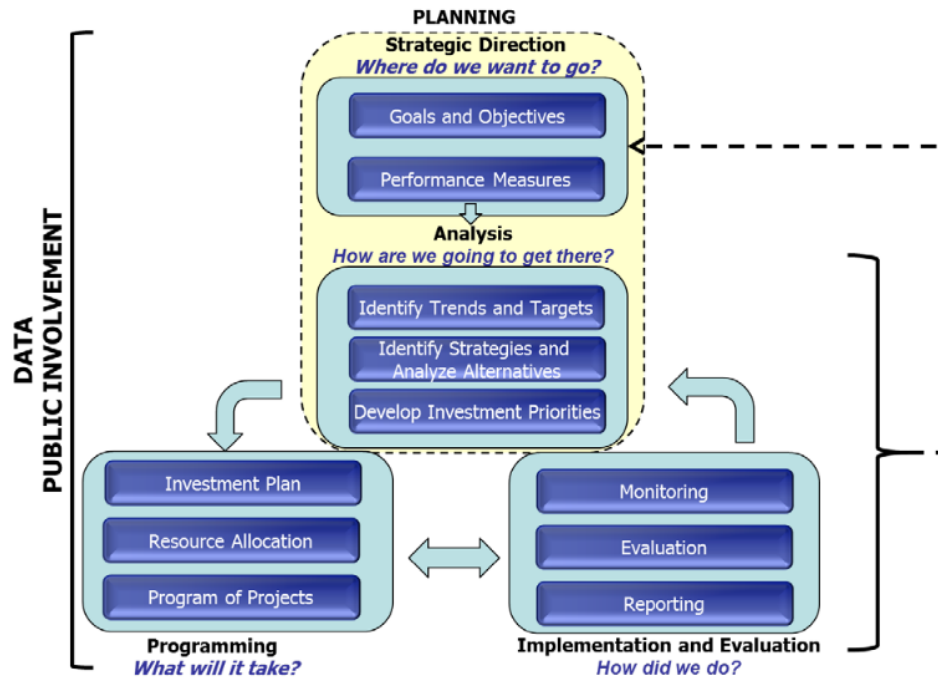 PLANNING
Strategic Direction
Where do we want to go?
Goals and Objectives
Performance Measures
Analysis
How are we going to get there?
Identify Trends and Targets
Identify Strategies and
Analyze Alternatives
Develop Investment Priorities
DATA
PUBLIC INVOLVEMENT
Investment Plan
Resource Allocation
Program of Projects
Programming
What will it take?
Monitoring
Evaluation
Reporting
Implementation and Evaluation
How did we do?